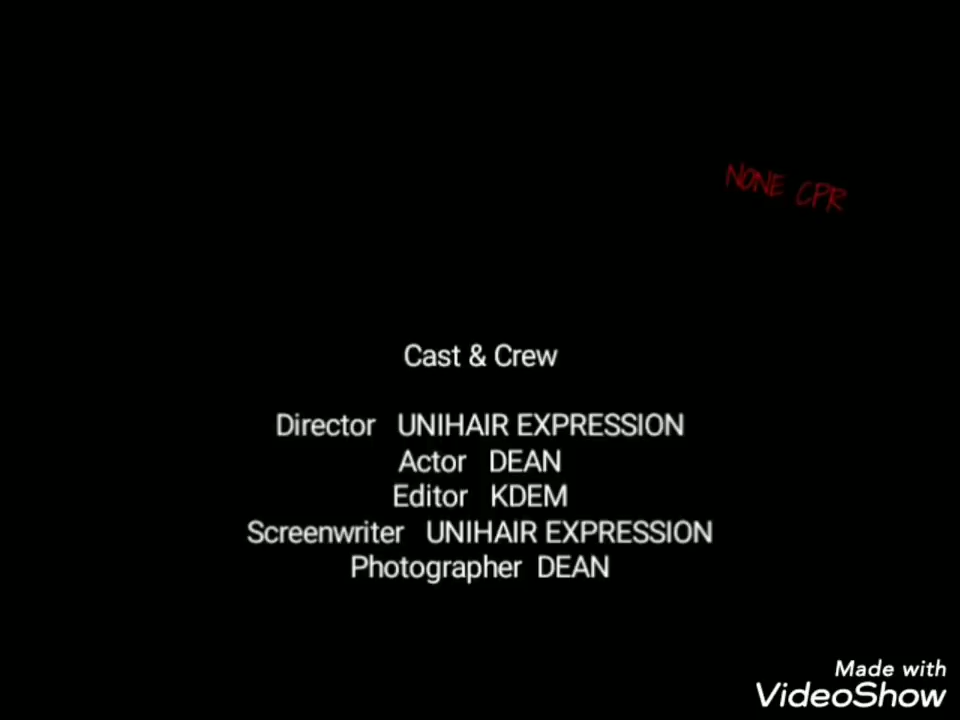 NONE CPR
Cast & Crew
Director UNIHAIR EXPRESSION
Actor DEAN
Editor KDEM
Screenwriter UNIHAIR EXPRESSION
Photographer DEAN
Made with
VideoShow